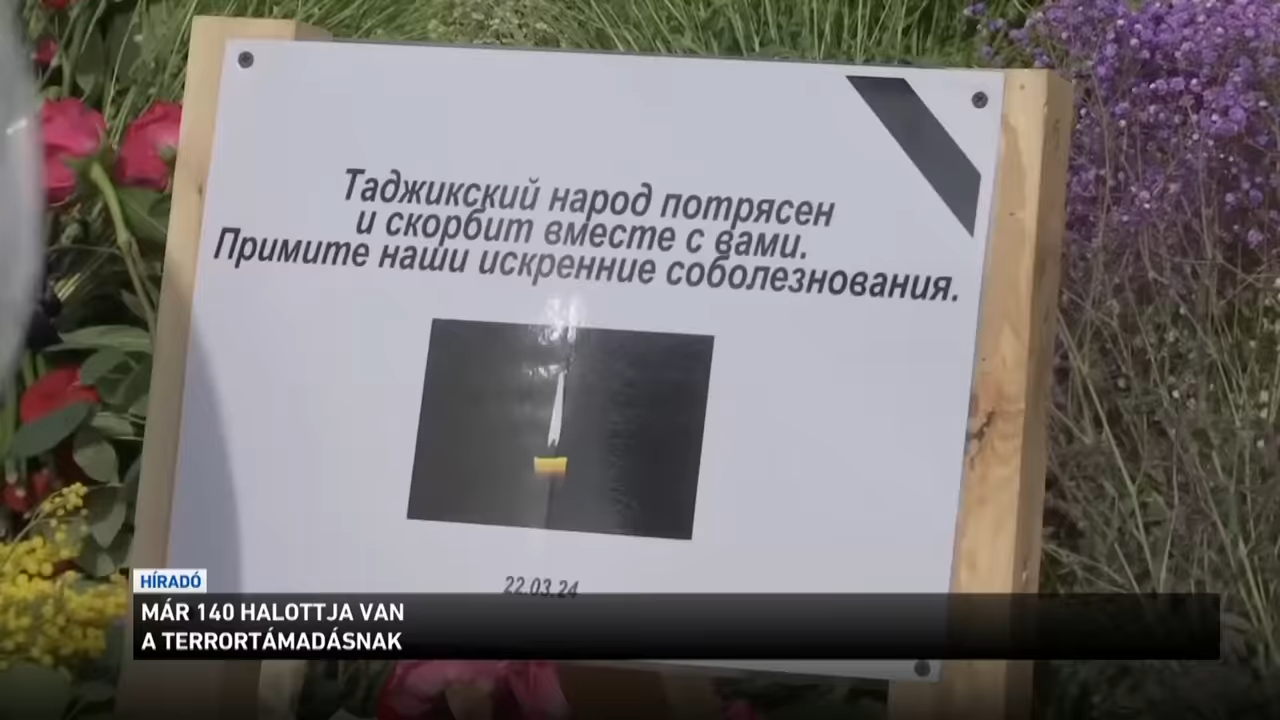 Таджикский народ потрясен
и скорбит вместе с вами.
Примите наши искренние соболезнования.
22.03.24
HÍRADÓ
MÁR 140 HALOTTJA VAN
A TERRORTÁMADÁSNAK